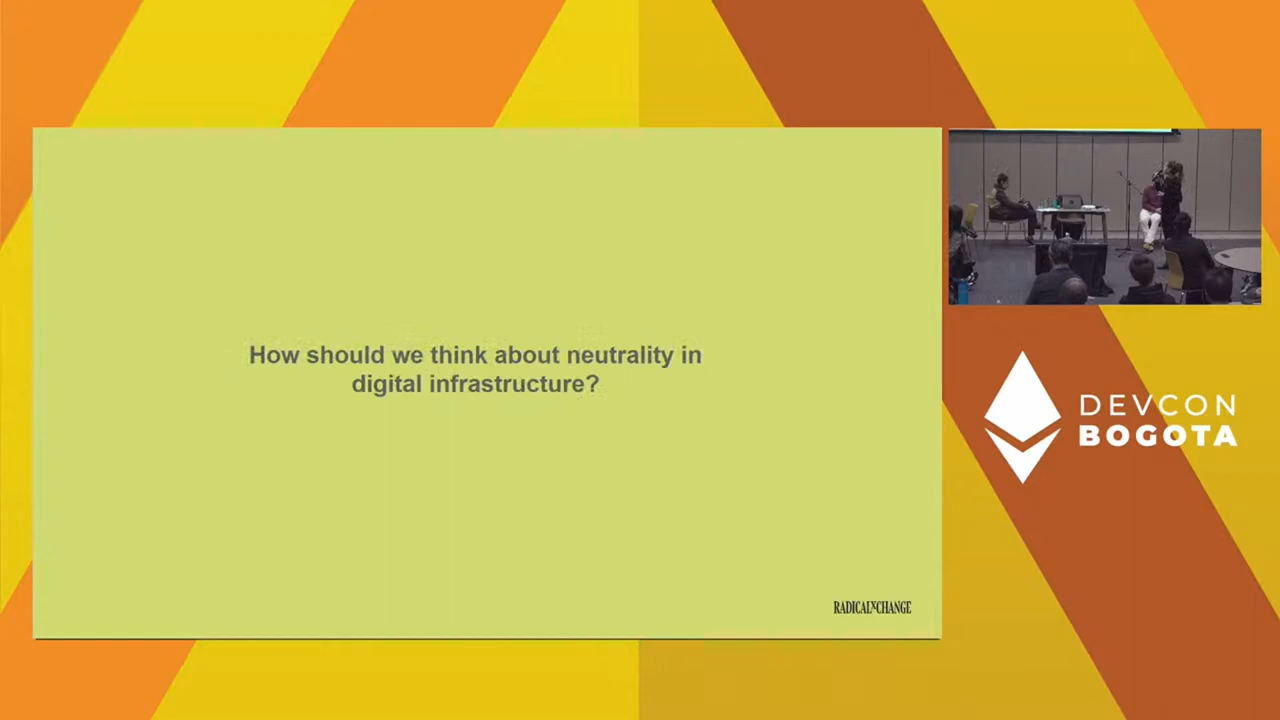 How should we think about neutrality in
digital infrastructure?
RADICALXCHANGE
DEVCON
BOGOTA